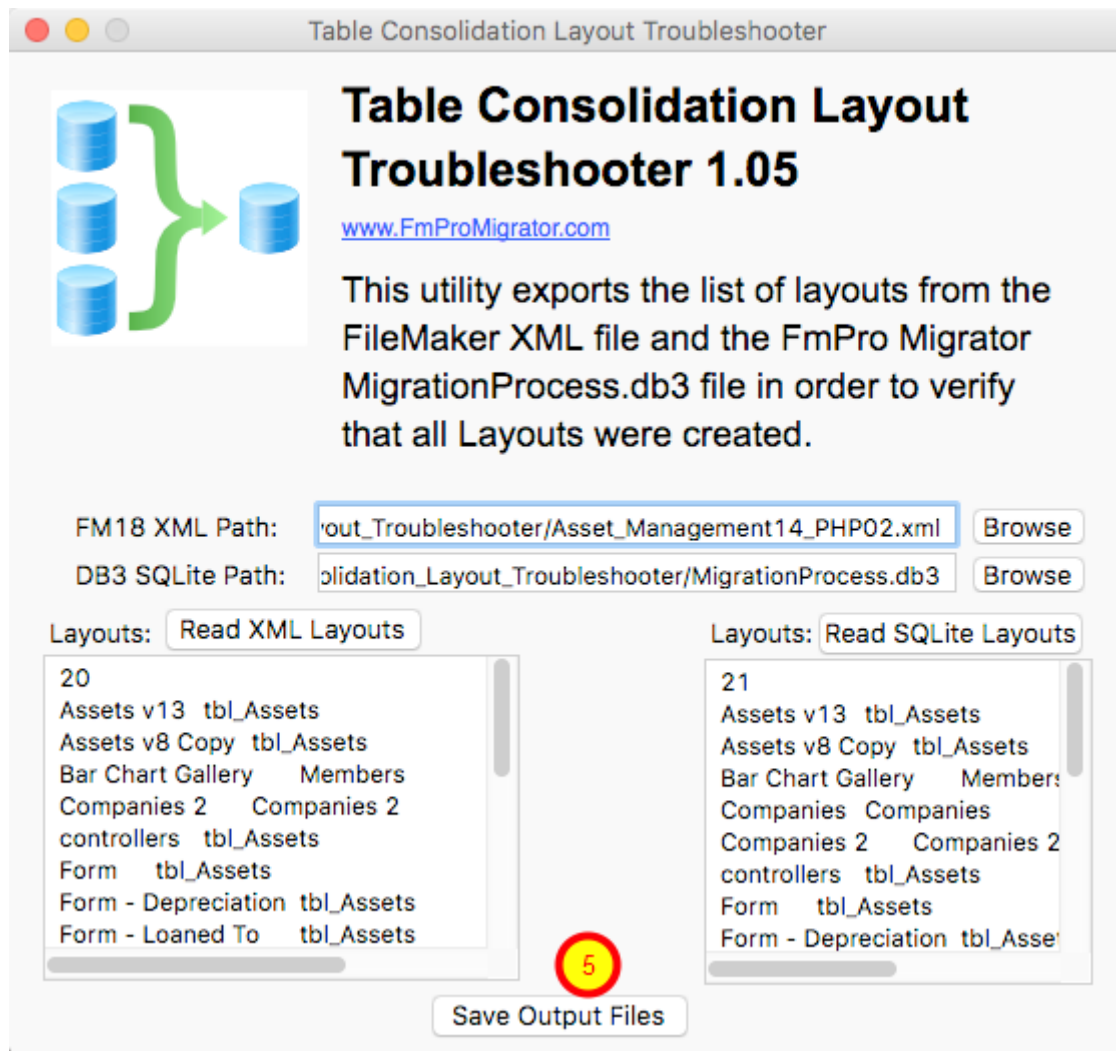 Table Consolidation Layout Troubleshooter
Table Consolidation Layout
Troubleshooter 1.05
www.FmProMigrator.com
This utility exports the list of layouts from the
FileMaker XML file and the FmPro Migrator
MigrationProcess.db3 file in order to verify
that all Layouts were created.
FM18 XML Path: out_Troubleshooter/Asset_Management14_PHP02.xml Browse
DB3 SQLite Path: olidation_Layout_Troubleshooter/MigrationProcess.db3 Browse
Layouts: Read XML Layouts
20
Assets v13 tbl_Assets
Assets v8 Copy tbl_Assets
Bar Chart Gallery Members
Companies 2 Companies 2
controllers tbl_Assets
Form tbl_Assets
Form - Depreciation tbl_Assets
Form - Loaned To tbl_Assets
Layouts: Read SQLite Layouts
21
Assets v13 tbl_Assets
Assets v8 Copy tbl_Assets
Bar Chart Gallery Members
Companies Companies
Companies 2 Companies 2
controllers tbl_Assets
Form tbl_Assets
Form - Depreciation tbl_Asse
5
Save Output Files